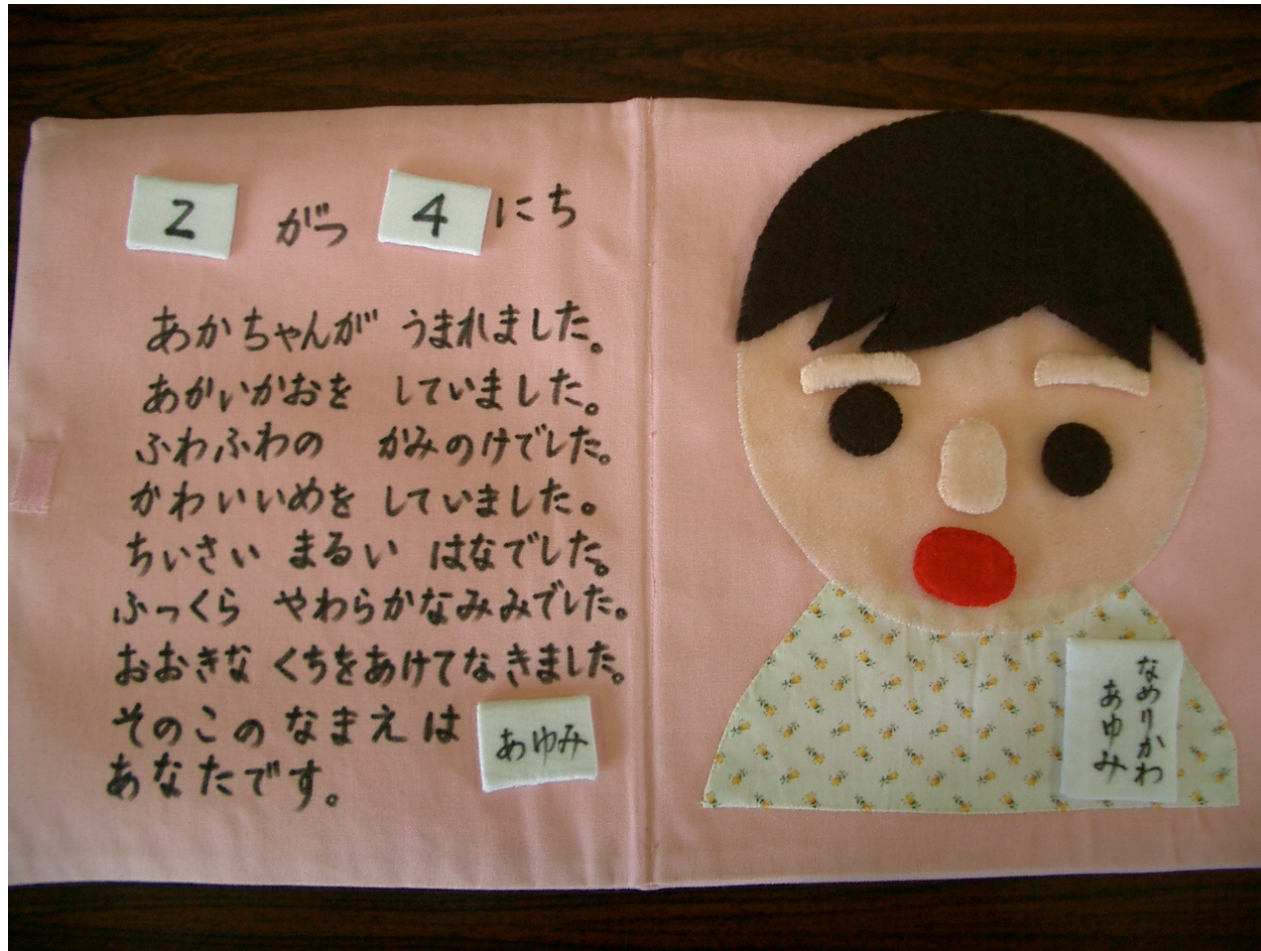 2 がつ 4 にち
あかちゃんが うまれました。
あかいかおを していました。
ふわふわの かみのけでした。
かわいいめを していました。
ちいさい まるい はなでした。
ふっくら やわらかなみみでした。
おおきな くちをあけてなきました。
そのこの なまえは あゆみ
あなたです。
なめりかわ
あゆみ